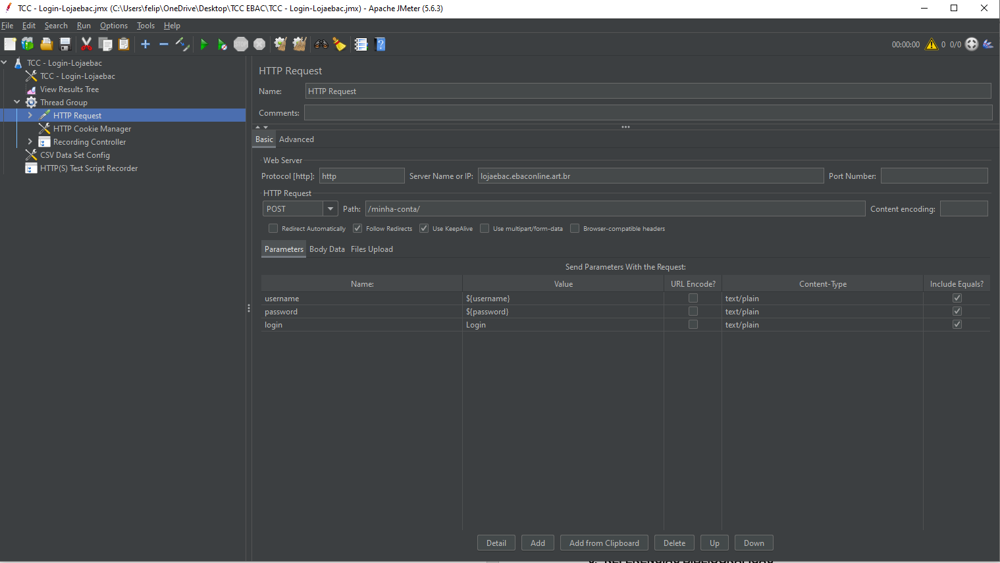 TCC - Login-Lojaebac.jmx (C:\Users\felip\OneDrive\Desktop\TCC EBAC\TCC - Login-Lojaebac.jmx) - Apache JMeter (5.6.3)
File Edit Search Run Options Tools Help
STOP 00:00:00 0 0/0
TCC - Login-Lojaebac
TCC - Login-Lojaebac
View Results Tree
Thread Group
HTTP Request
HTTP Cookie Manager
Recording Controller
CSV Data Set Config
HTTP(S) Test Script Recorder
HTTP Request
Name: HTTP Request
Comments:
Basic Advanced
Web Server
Protocol [http]: http Server Name or IP: lojaebac.ebaconline.art.br Port Number:
HTTP Request
POST Path: /minha-conta/ Content encoding:
Redirect Automatically Follow Redirects Use KeepAlive Use multipart/form-data Browser-compatible headers
Parameters Body Data Files Upload
Send Parameters With the Request:
Name: Value URL Encode? Content-Type Include Equals?
username ${username} text/plain
password ${password} text/plain
login Login text/plain
Detail Add Add from Clipboard Delete Up Down